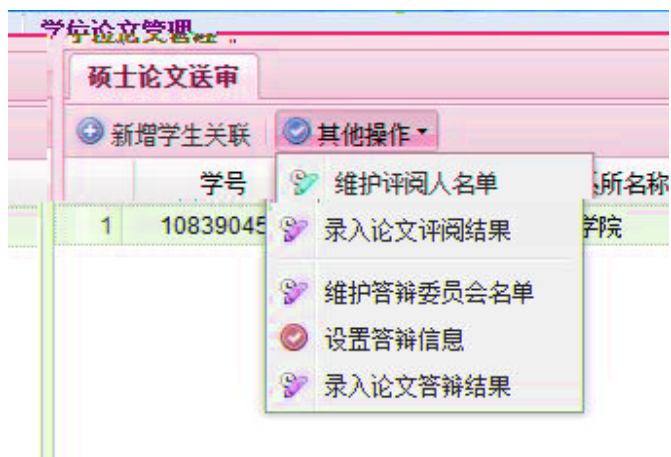 学位论文管理
硕士论文送审
新增学生关联 其他操作
学号 所名称
维护评阅人名单
1 10839045 学院
录入论文评阅结果
维护答辩委员会名单
设置答辩信息
录入论文答辩结果